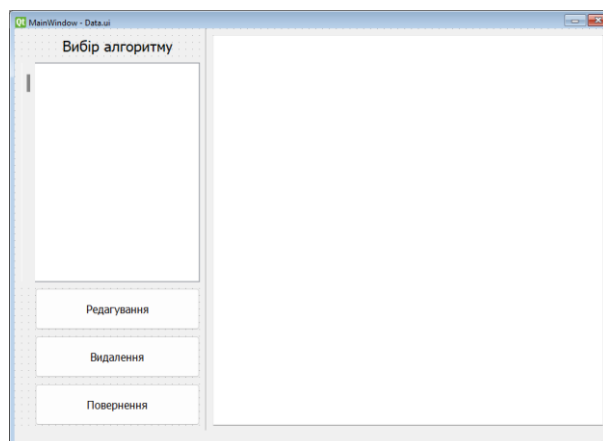 MainWindow - Data.ui
Вибір алгоритму
Редагування
Видалення
Повернення